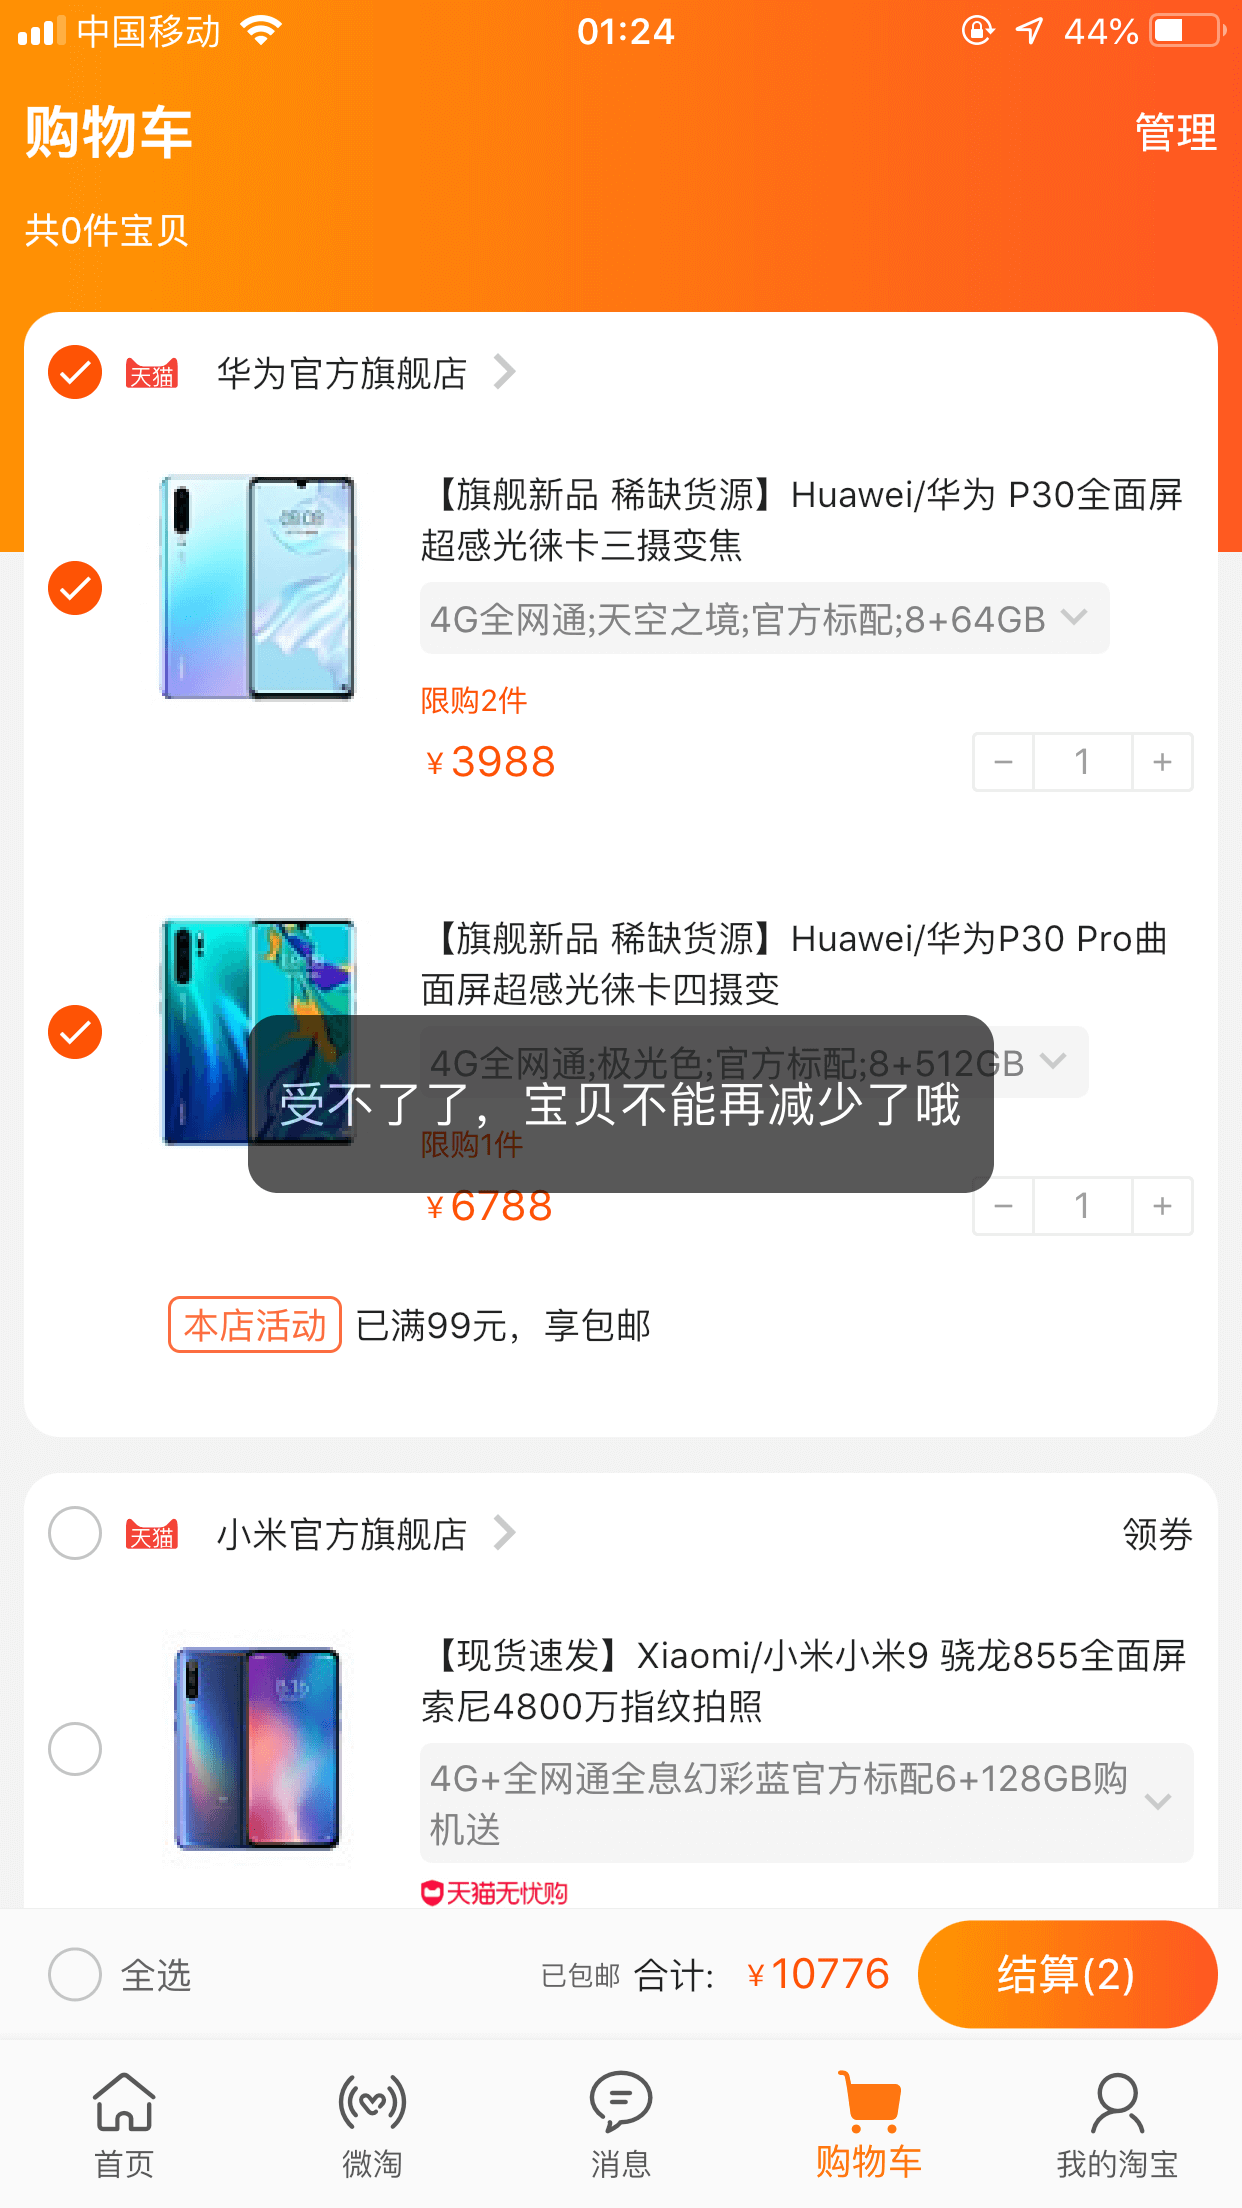 中国移动 01:24 44%
购物车 管理
共0件宝贝
天猫 华为官方旗舰店
【旗舰新品 稀缺货源】Huawei/华为 P30全面屏
超感光徕卡三摄变焦
4G全网通;天空之境;官方标配;8+64GB
限购2件
¥3988 − 1 +
【旗舰新品 稀缺货源】Huawei/华为P30 Pro曲
面屏超感光徕卡四摄变
4G全网通;极光色;官方标配;8+512GB
受不了了，宝贝不能再减少了哦
限购1件
¥6788 − 1 +
本店活动 已满99元，享包邮
天猫 小米官方旗舰店 领券
【现货速发】Xiaomi/小米小米9 骁龙855全面屏
索尼4800万指纹拍照
4G+全网通全息幻彩蓝官方标配6+128GB购
机送
天猫无忧购
全选 已包邮 合计: ¥10776 结算(2)
首页 微淘 消息 购物车 我的淘宝